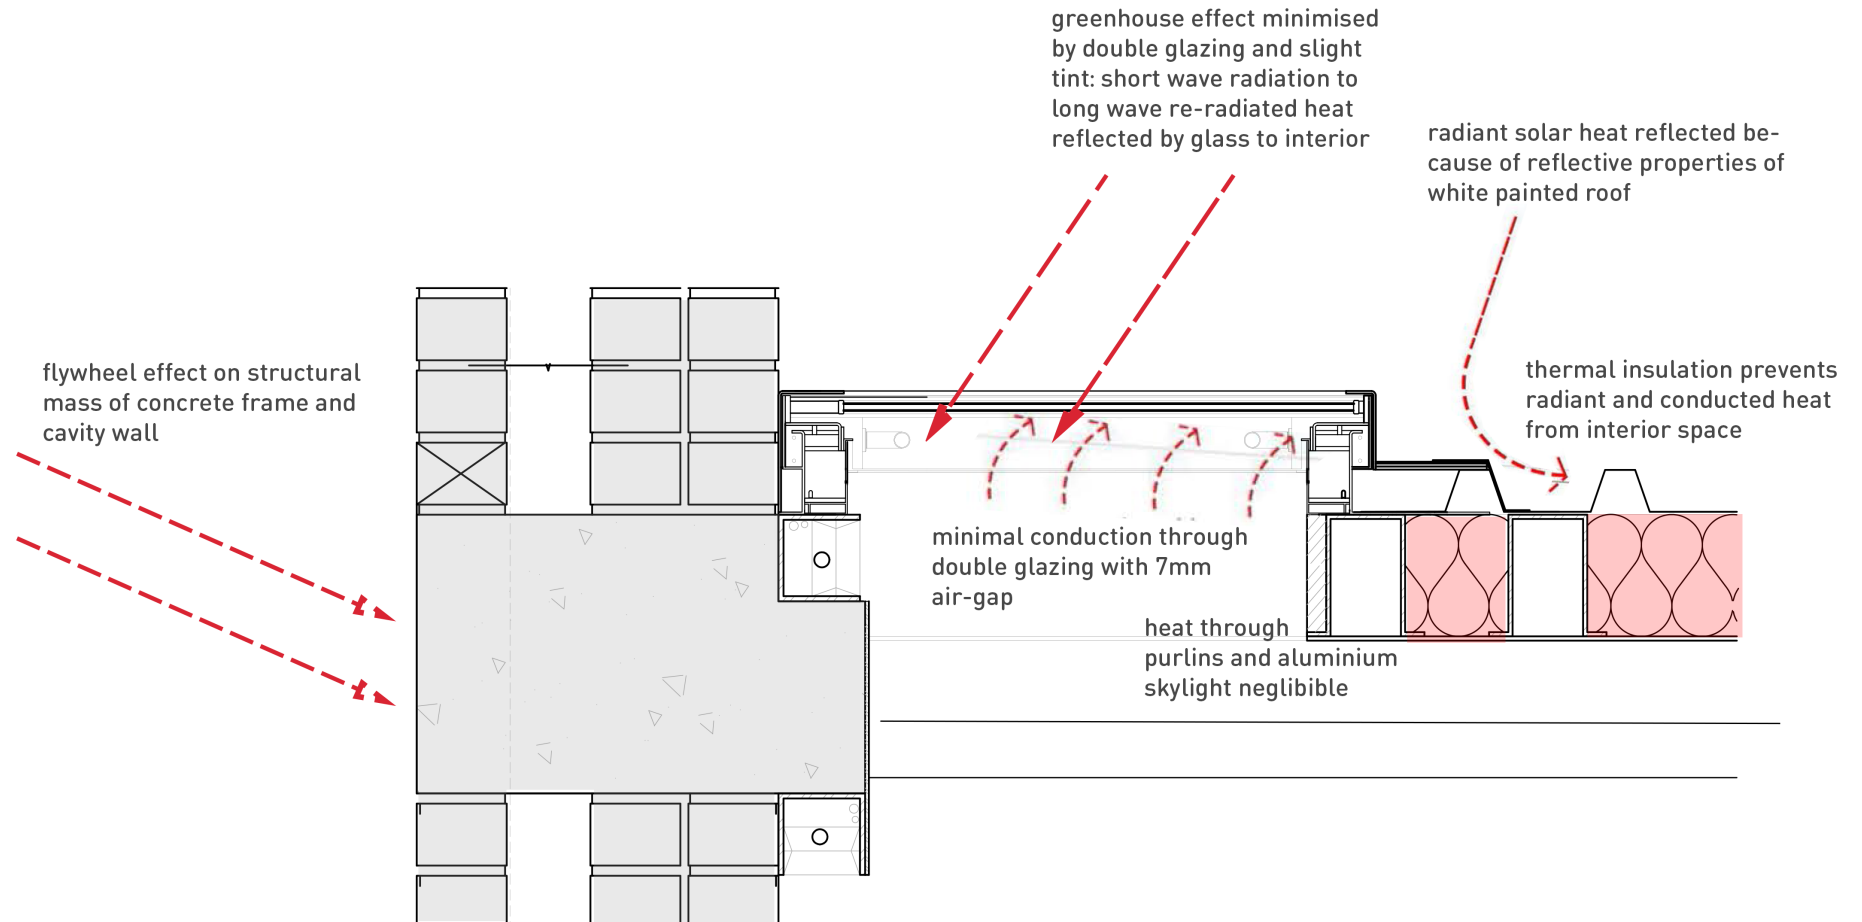 greenhouse effect minimised
by double glazing and slight
tint: short wave radiation to
long wave re-radiated heat
reflected by glass to interior
radiant solar heat reflected be-
cause of reflective properties of
white painted roof
flywheel effect on structural
mass of concrete frame and
cavity wall
thermal insulation prevents
radiant and conducted heat
from interior space
minimal conduction through
double glazing with 7mm
air-gap
heat through
purlins and aluminium
skylight neglibible